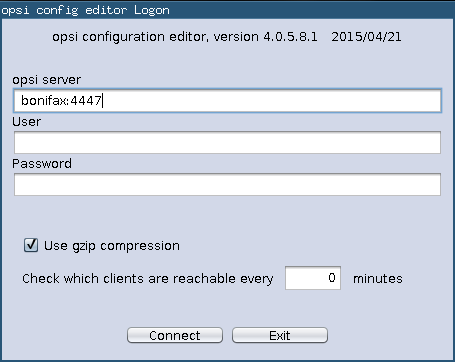 opsi config editor Logon
opsi configuration editor, version 4.0.5.8.1 2015/04/21
opsi server
bonifax:4447
User
Password
Use gzip compression
Check which clients are reachable every 0 minutes
Connect Exit